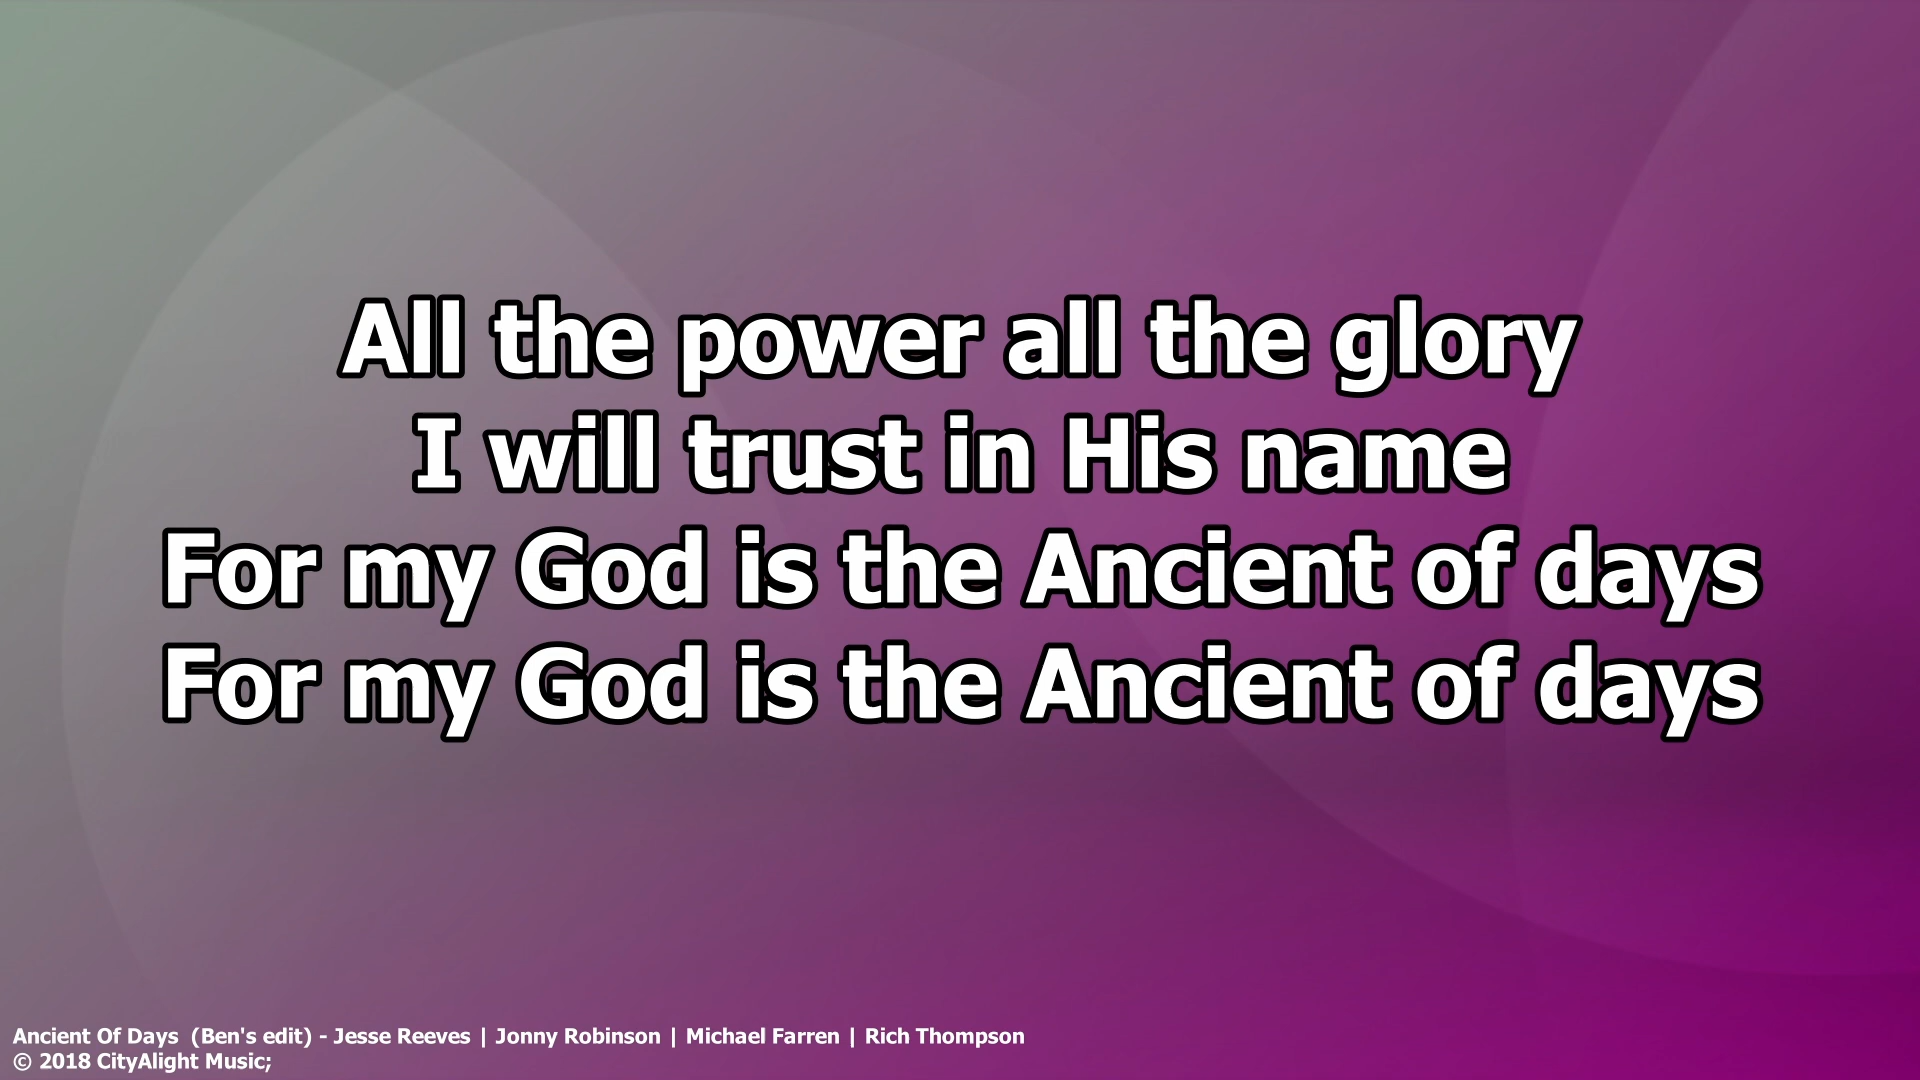 All the power all the glory
I will trust in His name
For my God is the Ancient of days
For my God is the Ancient of days
Ancient Of Days  (Ben's edit) - Jesse Reeves | Jonny Robinson | Michael Farren | Rich Thompson
© 2018 CityAlight Music;